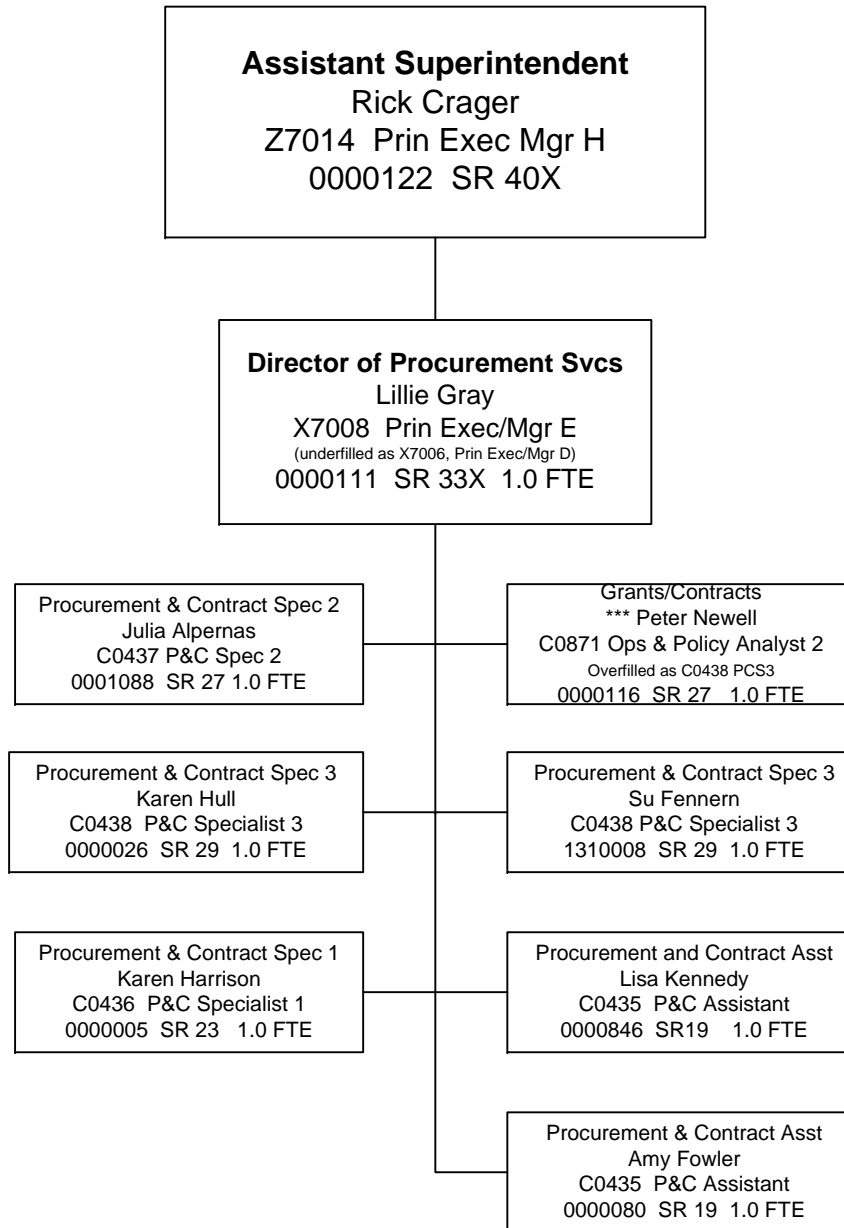 Assistant Superintendent
Rick Crager
Z7014 Prin Exec Mgr H
0000122 SR 40X
Director of Procurement Svcs
Lillie Gray
X7008 Prin Exec/Mgr E
(underfilled as X7006, Prin Exec/Mgr D)
0000111 SR 33X 1.0 FTE
Procurement & Contract Spec 2
Julia Alpernas
C0437 P&C Spec 2
0001088 SR 27 1.0 FTE
Grants/Contracts
*** Peter Newell
C0871 Ops & Policy Analyst 2
Overfilled as C0438 PCS3
0000116 SR 27 1.0 FTE
Procurement & Contract Spec 3
Karen Hull
C0438 P&C Specialist 3
0000026 SR 29 1.0 FTE
Procurement & Contract Spec 3
Su Fennern
C0438 P&C Specialist 3
1310008 SR 29 1.0 FTE
Procurement & Contract Spec 1
Karen Harrison
C0436 P&C Specialist 1
0000005 SR 23 1.0 FTE
Procurement and Contract Asst
Lisa Kennedy
C0435 P&C Assistant
0000846 SR19 1.0 FTE
Procurement & Contract Asst
Amy Fowler
C0435 P&C Assistant
0000080 SR 19 1.0 FTE